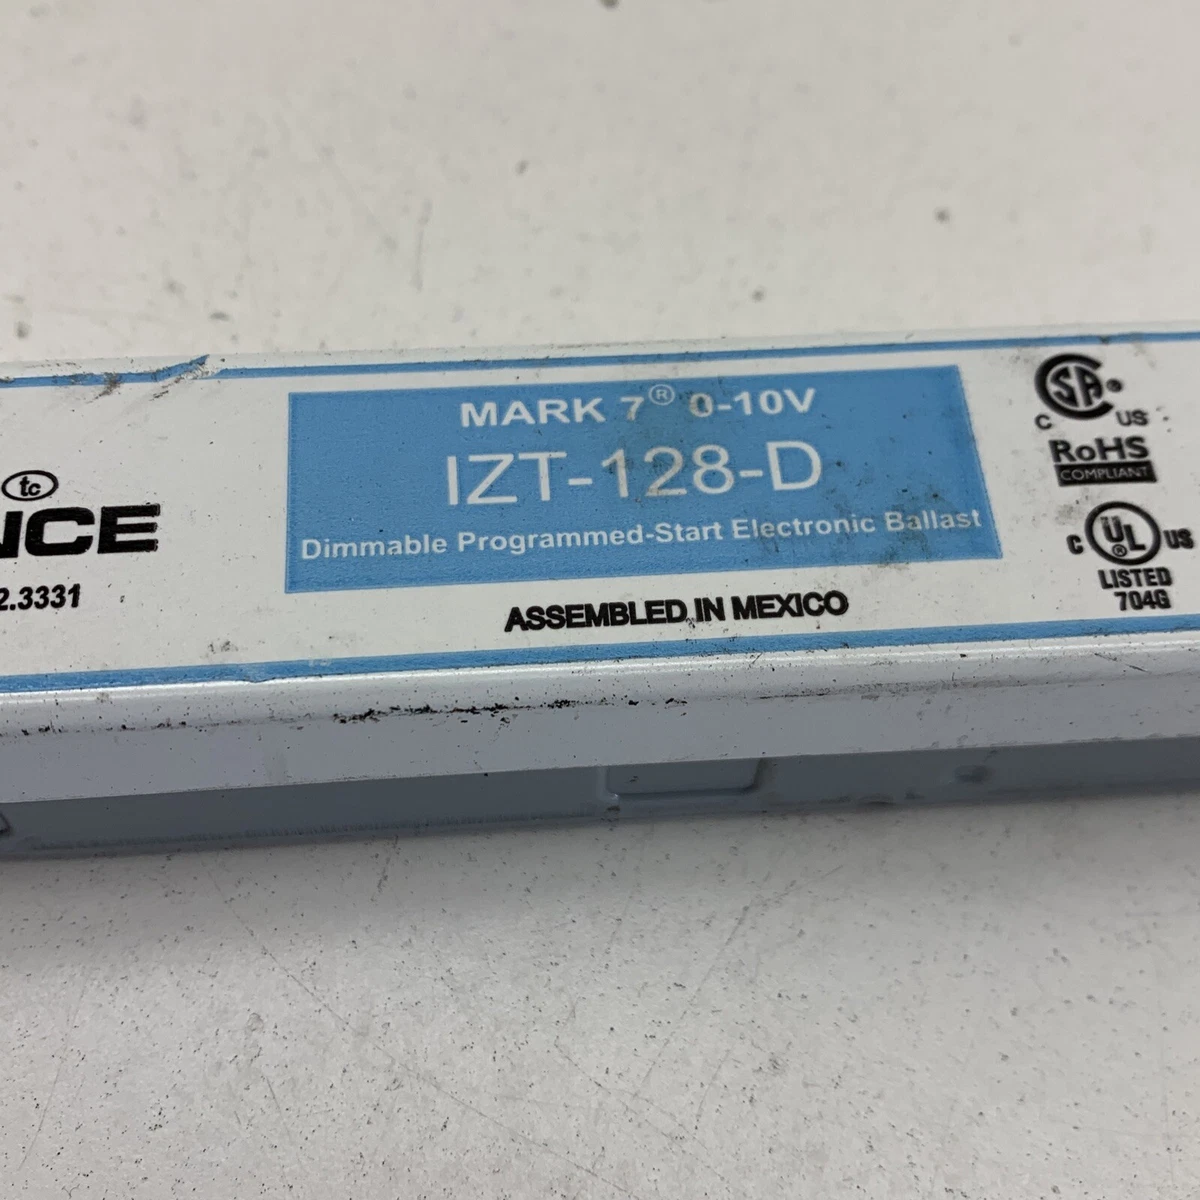 MARK 7® 0-10V
IZT-128-D
Dimmable Programmed-Start Electronic Ballast
ASSEMBLED IN MEXICO
tc
NCE
2.3331
CSA®
C US
RoHS
COMPLIANT
C UL® US
LISTED
704G